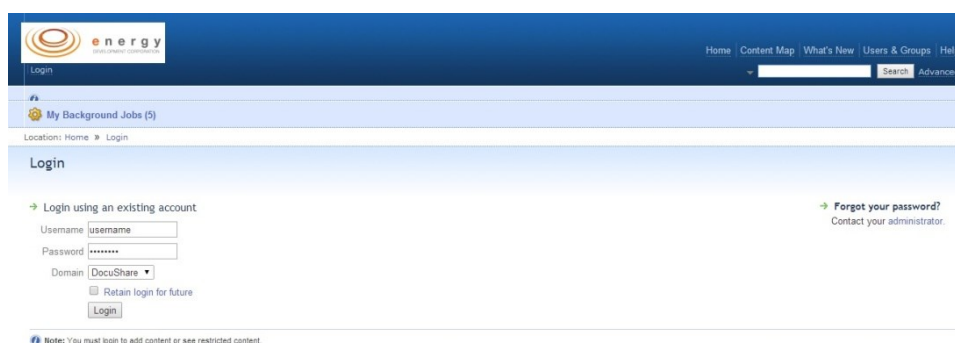 energy
DEVELOPMENT CORPORATION
Home Content Map What's New Users & Groups Hel
Login
Search Advance
My Background Jobs (5)
Location: Home » Login
Login
Login using an existing account
Forgot your password?
Contact your administrator.
Username username
Password ••••••••
Domain DocuShare
Retain login for future
Login
Note: You must login to add content or see restricted content